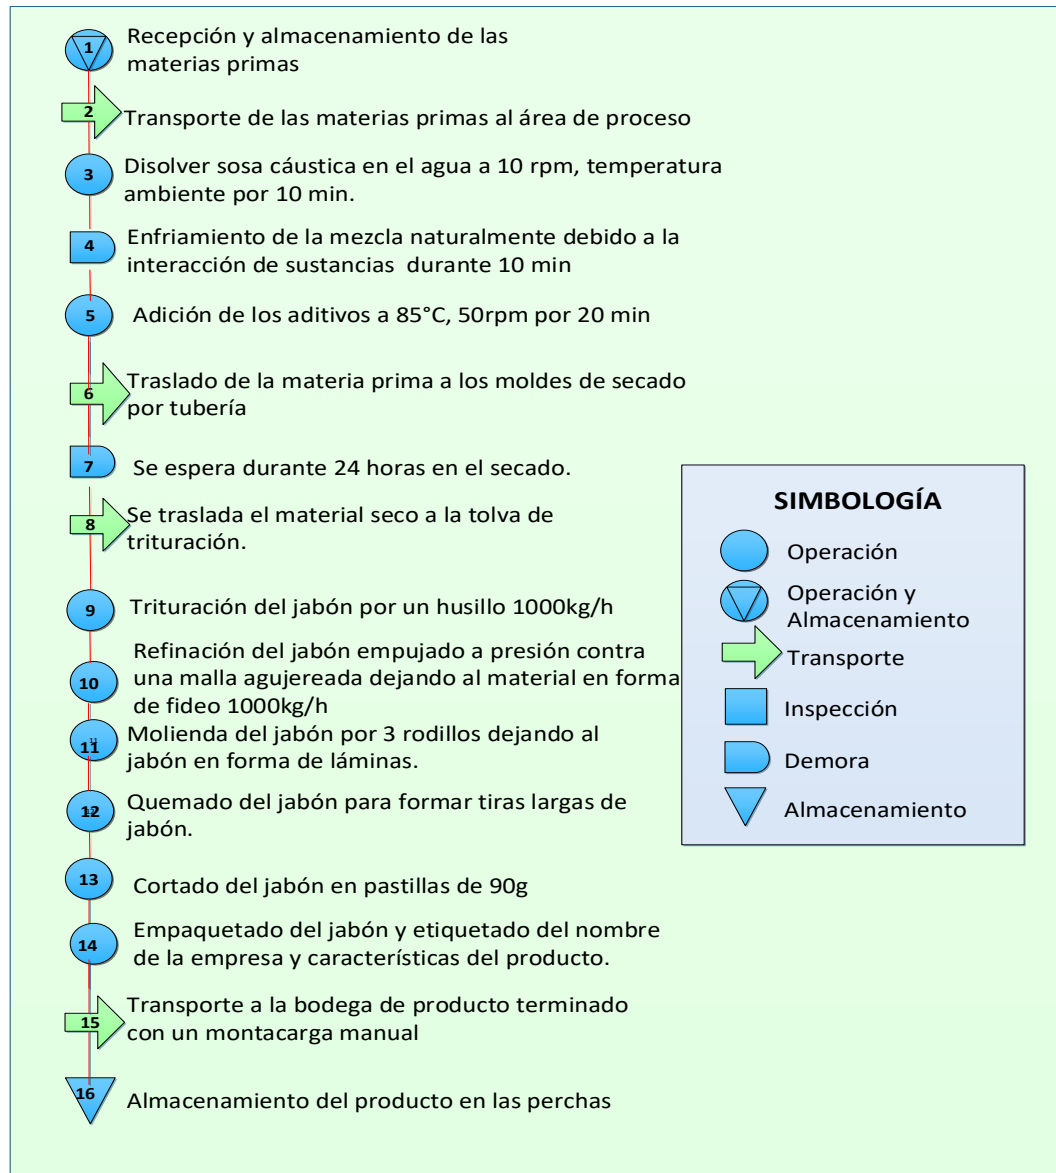 1
Recepción y almacenamiento de las
materias primas
2
Transporte de las materias primas al área de proceso
3
Disolver sosa cáustica en el agua a 10 rpm, temperatura
ambiente por 10 min.
4
Enfriamiento de la mezcla naturalmente debido a la
interacción de sustancias durante 10 min
5
Adición de los aditivos a 85°C, 50rpm por 20 min
6
Traslado de la materia prima a los moldes de secado
por tubería
7
Se espera durante 24 horas en el secado.
8
Se traslada el material seco a la tolva de
trituración.
9
Trituración del jabón por un husillo 1000kg/h
10
Refinación del jabón empujado a presión contra
una malla agujereada dejando al material en forma
de fideo 1000kg/h
11
Molienda del jabón por 3 rodillos dejando al
jabón en forma de láminas.
12
Quemado del jabón para formar tiras largas de
jabón.
13
Cortado del jabón en pastillas de 90g
14
Empaquetado del jabón y etiquetado del nombre
de la empresa y características del producto.
15
Transporte a la bodega de producto terminado
con un montacarga manual
16
Almacenamiento del producto en las perchas
SIMBOLOGÍA
Operación
Operación y
Almacenamiento
Transporte
Inspección
Demora
Almacenamiento